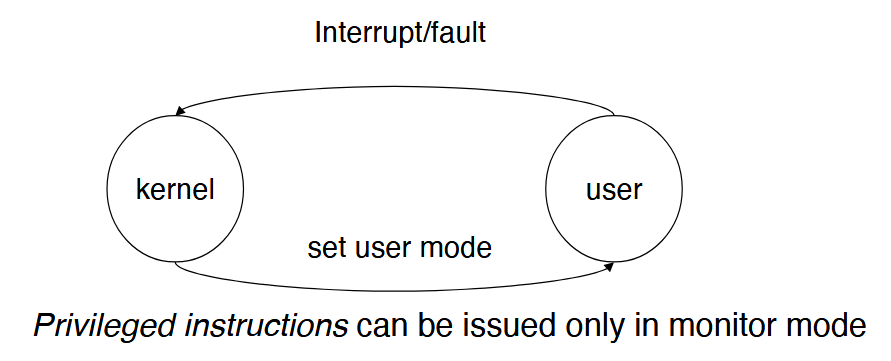 Interrupt/fault
kernel
user
set user mode
Privileged instructions can be issued only in monitor mode